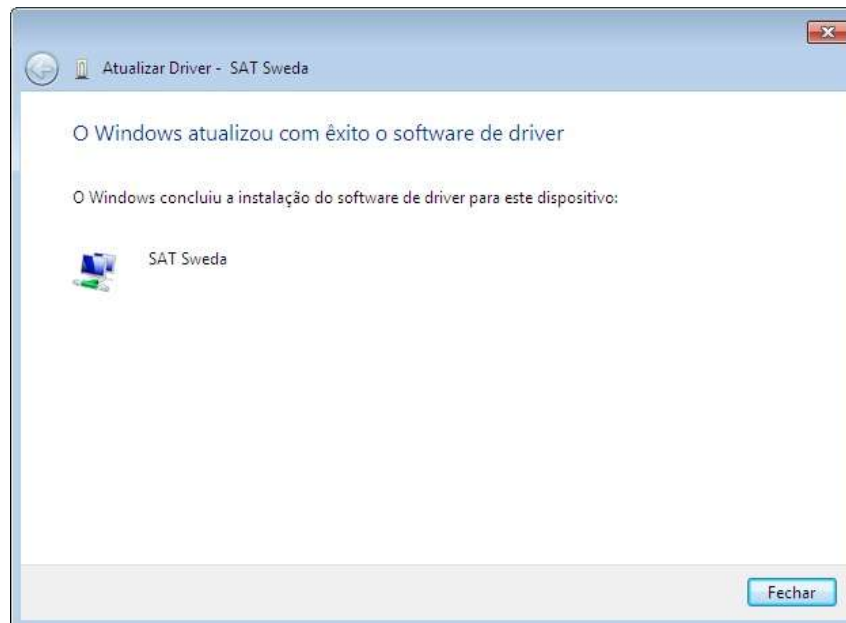 Atualizar Driver - SAT Sweda
O Windows atualizou com êxito o software de driver
O Windows concluiu a instalação do software de driver para este dispositivo:
SAT Sweda
Fechar